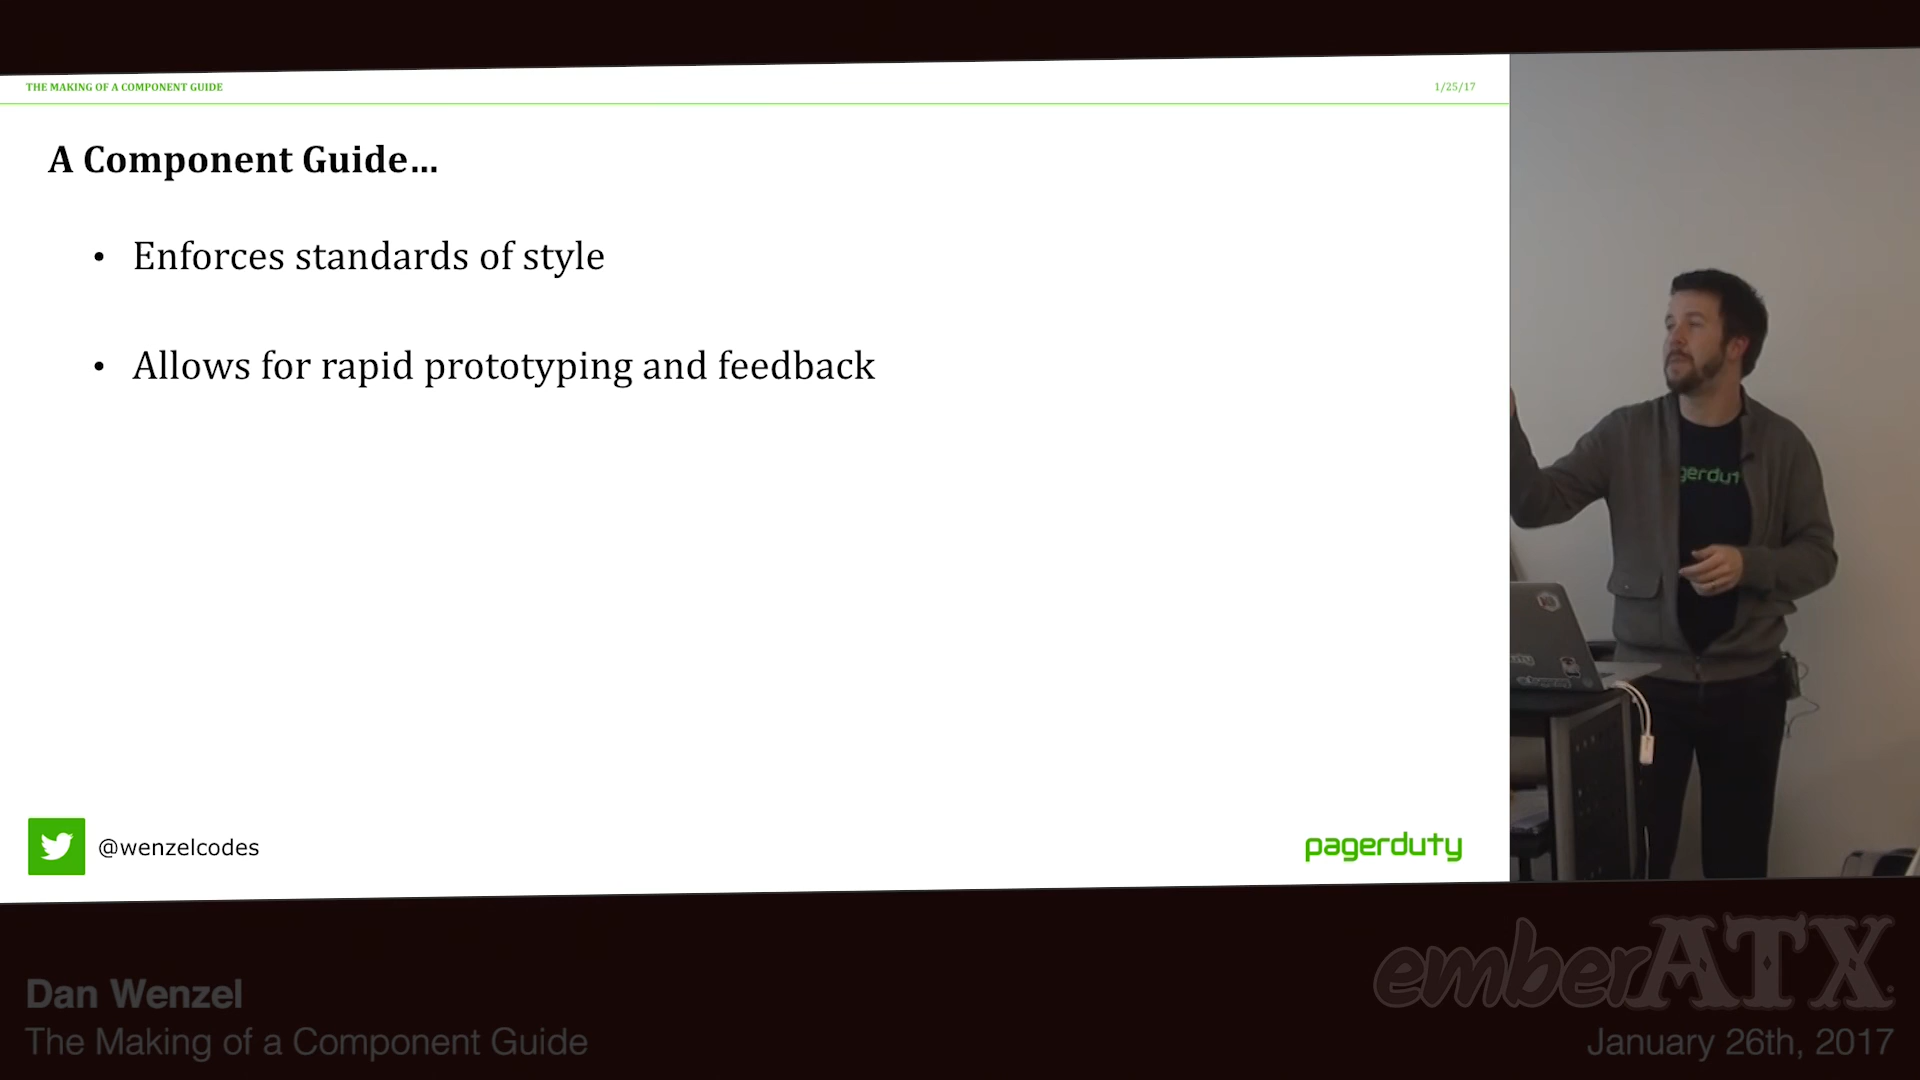 THE MAKING OF A COMPONENT GUIDE
1/25/17
A Component Guide...
• Enforces standards of style
• Allows for rapid prototyping and feedback
@wenzelcodes
pagerduty
gerdut
emberATX
Dan Wenzel
The Making of a Component Guide
January 26th, 2017